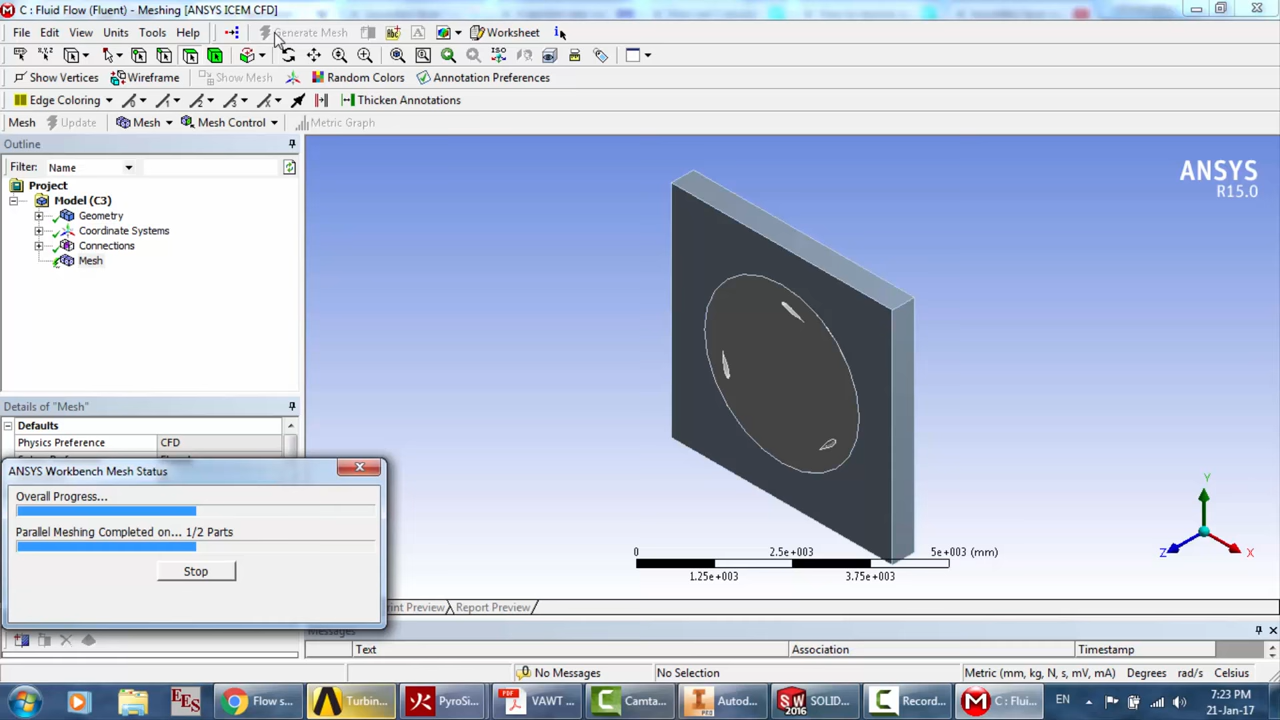 C : Fluid Flow (Fluent) - Meshing [ANSYS ICEM CFD]
File Edit View Units Tools Help Generate Mesh A Worksheet i
Show Vertices Wireframe Show Mesh Random Colors Annotation Preferences
Edge Coloring Thicken Annotations
Mesh Update Mesh Mesh Control Metric Graph
Outline
Filter: Name
Project
Model (C3)
Geometry
Coordinate Systems
Connections
Mesh
Details of "Mesh"
Defaults
Physics Preference CFD
ANSYS Workbench Mesh Status
Overall Progress...
Parallel Meshing Completed on... 1/2 Parts
Stop
ANSYS
R15.0
Y
Z
X
0 2.5e+003 5e+003 (mm)
1.25e+003 3.75e+003
Preview Report Preview
Messages
Text Association Timestamp
No Messages No Selection Metric (mm, kg, N, s, mV, mA) Degrees rad/s Celsius
EES Flow s... Turbin... PyroSi... VAWT ... Camta... Autod... SOLID... Record... C : Flui... EN 7:23 PM
21-Jan-17